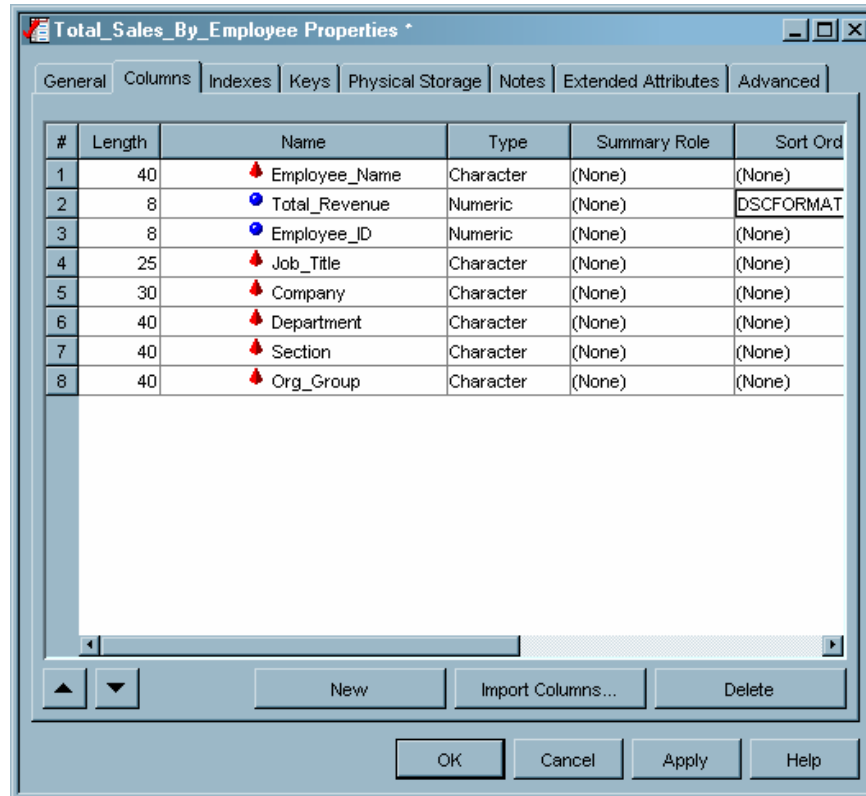 Total_Sales_By_Employee Properties *
General Columns Indexes Keys Physical Storage Notes Extended Attributes Advanced
# Length Name Type Summary Role Sort Ord
1 40 Employee_Name Character (None) (None)
2 8 Total_Revenue Numeric (None) DSCFORMAT
3 8 Employee_ID Numeric (None) (None)
4 25 Job_Title Character (None) (None)
5 30 Company Character (None) (None)
6 40 Department Character (None) (None)
7 40 Section Character (None) (None)
8 40 Org_Group Character (None) (None)
New Import Columns... Delete
OK Cancel Apply Help